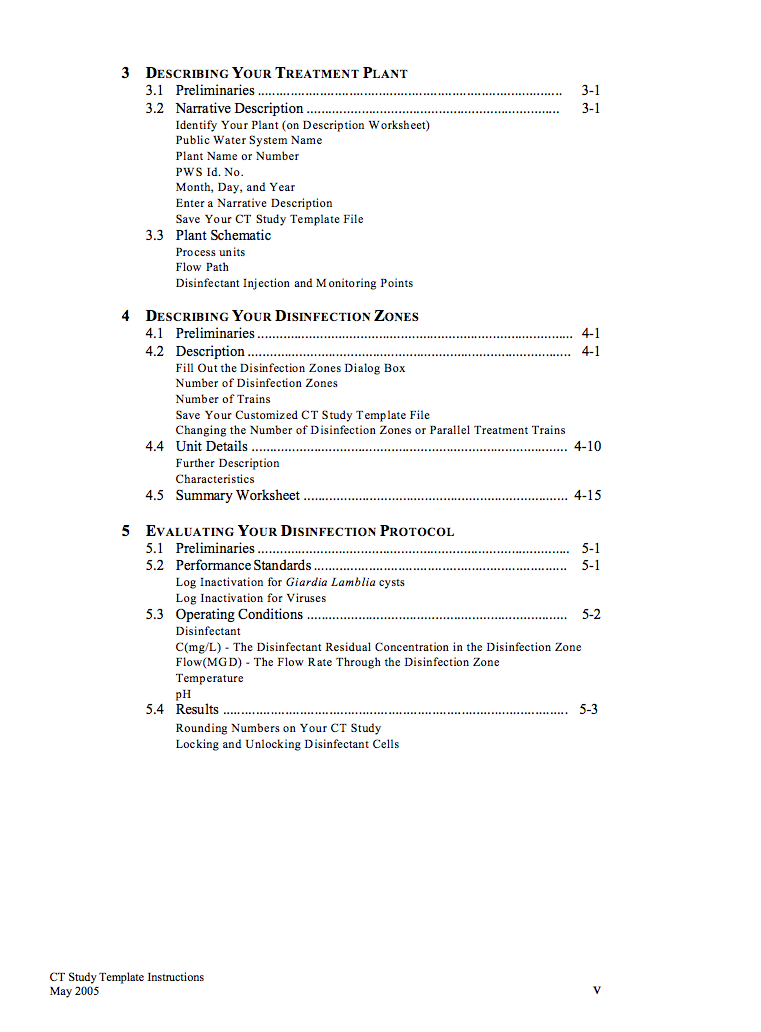 3 DESCRIBING YOUR TREATMENT PLANT
3.1 Preliminaries ................................................................................... 3-1
3.2 Narrative Description ..................................................................... 3-1
Identify Your Plant (on Description Worksheet)
Public Water System Name
Plant Name or Number
PWS Id. No.
Month, Day, and Year
Enter a Narrative Description
Save Your CT Study Template File
3.3 Plant Schematic
Process units
Flow Path
Disinfectant Injection and Monitoring Points
4 DESCRIBING YOUR DISINFECTION ZONES
4.1 Preliminaries ...................................................................................... 4-1
4.2 Description ........................................................................................ 4-1
Fill Out the Disinfection Zones Dialog Box
Number of Disinfection Zones
Number of Trains
Save Your Customized CT Study Template File
Changing the Number of Disinfection Zones or Parallel Treatment Trains
4.4 Unit Details ...................................................................................... 4-10
Further Description
Characteristics
4.5 Summary Worksheet ........................................................................ 4-15
5 EVALUATING YOUR DISINFECTION PROTOCOL
5.1 Preliminaries ..................................................................................... 5-1
5.2 Performance Standards ..................................................................... 5-1
Log Inactivation for Giardia Lamblia cysts
Log Inactivation for Viruses
5.3 Operating Conditions ....................................................................... 5-2
Disinfectant
C(mg/L) - The Disinfectant Residual Concentration in the Disinfection Zone
Flow(MGD) - The Flow Rate Through the Disinfection Zone
Temperature
pH
5.4 Results .............................................................................................. 5-3
Rounding Numbers on Your CT Study
Locking and Unlocking Disinfectant Cells
CT Study Template Instructions
May 2005 v